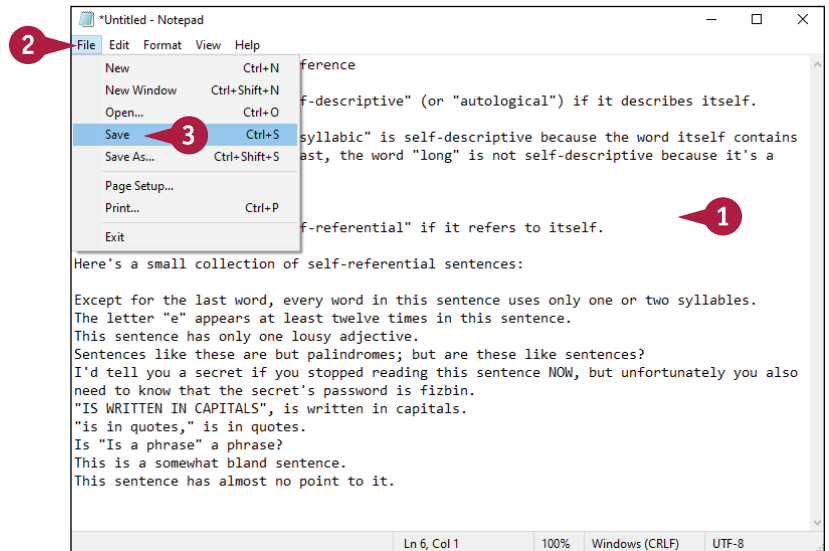 *Untitled - Notepad
File Edit Format View Help
2
New Ctrl+N
New Window Ctrl+Shift+N
Open... Ctrl+O
Save Ctrl+S
3
Save As... Ctrl+Shift+S
Page Setup...
Print... Ctrl+P
Exit
ference
f-descriptive" (or "autological") if it describes itself.
syllabic" is self-descriptive because the word itself contains
ast, the word "long" is not self-descriptive because it's a
1
f-referential" if it refers to itself.
Here's a small collection of self-referential sentences:
Except for the last word, every word in this sentence uses only one or two syllables.
The letter "e" appears at least twelve times in this sentence.
This sentence has only one lousy adjective.
Sentences like these are but palindromes; but are these like sentences?
I'd tell you a secret if you stopped reading this sentence NOW, but unfortunately you also
need to know that the secret's password is fizbin.
"IS WRITTEN IN CAPITALS", is written in capitals.
"is in quotes," is in quotes.
Is "Is a phrase" a phrase?
This is a somewhat bland sentence.
This sentence has almost no point to it.
Ln 6, Col 1 100% Windows (CRLF) UTF-8